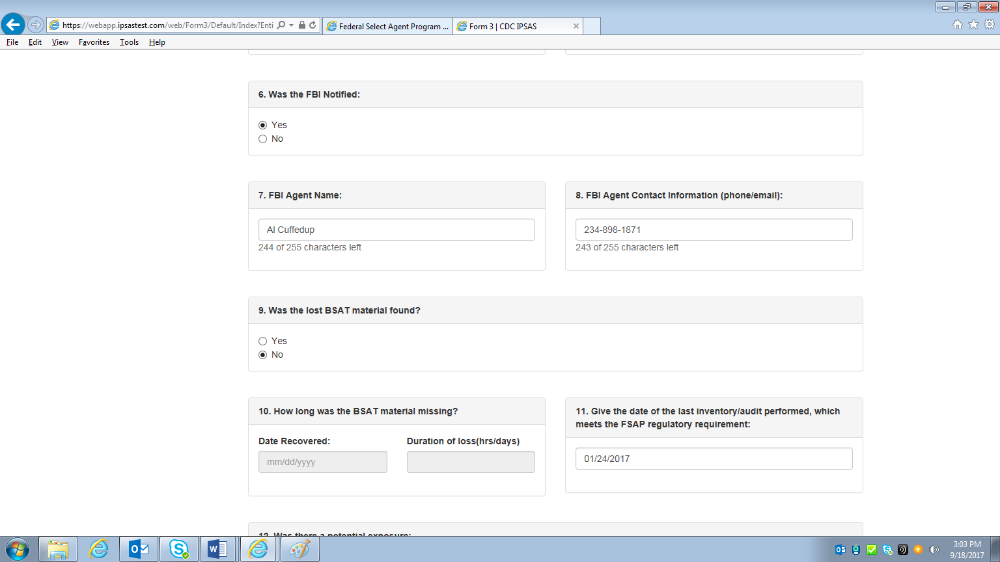 https://webapp.ipsastest.com/web/Form3/Default/Index?Enti
Federal Select Agent Program ...
Form 3 | CDC IPSAS
File Edit View Favorites Tools Help
6. Was the FBI Notified:
Yes
No
7. FBI Agent Name:
Al Cuffedup
244 of 255 characters left
8. FBI Agent Contact Information (phone/email):
234-898-1871
243 of 255 characters left
9. Was the lost BSAT material found?
Yes
No
10. How long was the BSAT material missing?
Date Recovered:
mm/dd/yyyy
Duration of loss(hrs/days)
11. Give the date of the last inventory/audit performed, which
meets the FSAP regulatory requirement:
01/24/2017
12. Was there a potential exposure:
3:03 PM
9/18/2017